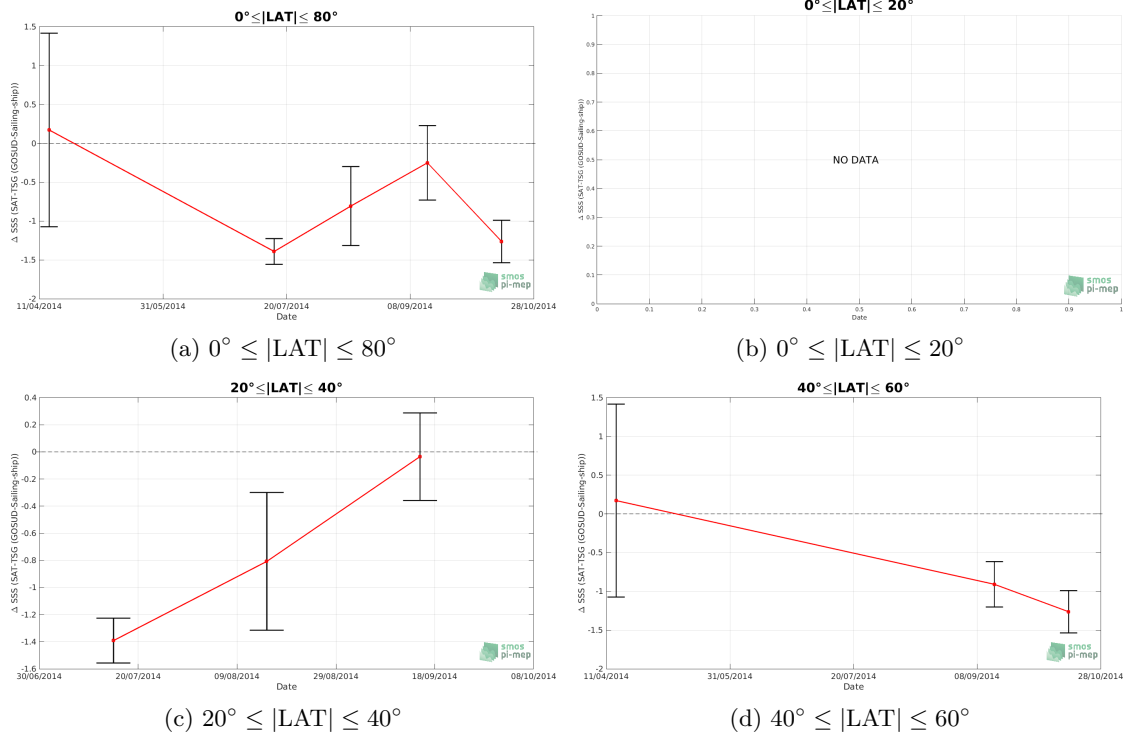 0°≤|LAT|≤ 80°
1.5
1
0.5
0
-0.5
-1
-1.5
-2
Δ SSS (SAT-TSG (GOSUD-Sailing-ship))
11/04/2014 31/05/2014 20/07/2014 08/09/2014 28/10/2014
Date
smos
pi-mep
(a) 0° ≤ |LAT| ≤ 80°
0°≤|LAT|≤ 20°
1
0.9
0.8
0.7
0.6
0.5
0.4
0.3
0.2
0.1
0
Δ SSS (SAT-TSG (GOSUD-Sailing-ship))
NO DATA
0 0.1 0.2 0.3 0.4 0.5 0.6 0.7 0.8 0.9 1
Date
smos
pi-mep
(b) 0° ≤ |LAT| ≤ 20°
20°≤|LAT|≤ 40°
0.4
0.2
0
-0.2
-0.4
-0.6
-0.8
-1
-1.2
-1.4
-1.6
Δ SSS (SAT-TSG (GOSUD-Sailing-ship))
30/06/2014 20/07/2014 09/08/2014 29/08/2014 18/09/2014 08/10/2014
Date
smos
pi-mep
(c) 20° ≤ |LAT| ≤ 40°
40°≤|LAT|≤ 60°
1.5
1
0.5
0
-0.5
-1
-1.5
-2
Δ SSS (SAT-TSG (GOSUD-Sailing-ship))
11/04/2014 31/05/2014 20/07/2014 08/09/2014 28/10/2014
Date
smos
pi-mep
(d) 40° ≤ |LAT| ≤ 60°